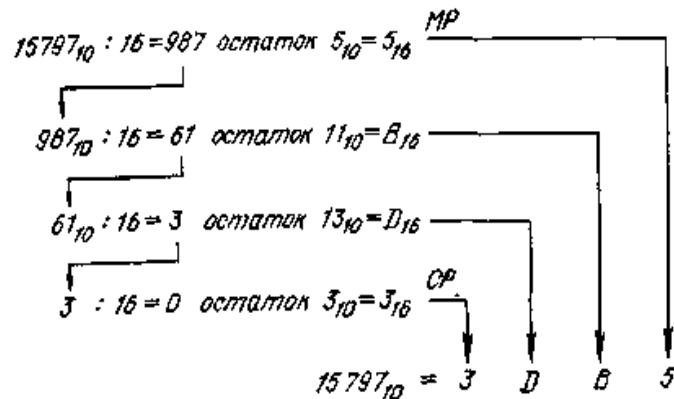 15797₁₀ : 16 = 987 остаток 5₁₀ = 5₁₆ МР
987₁₀ : 16 = 61 остаток 11₁₀ = B₁₆
61₁₀ : 16 = 3 остаток 13₁₀ = D₁₆
3 : 16 = 0 остаток 3₁₀ = 3₁₆ СР
15797₁₀ = 3 D B 5